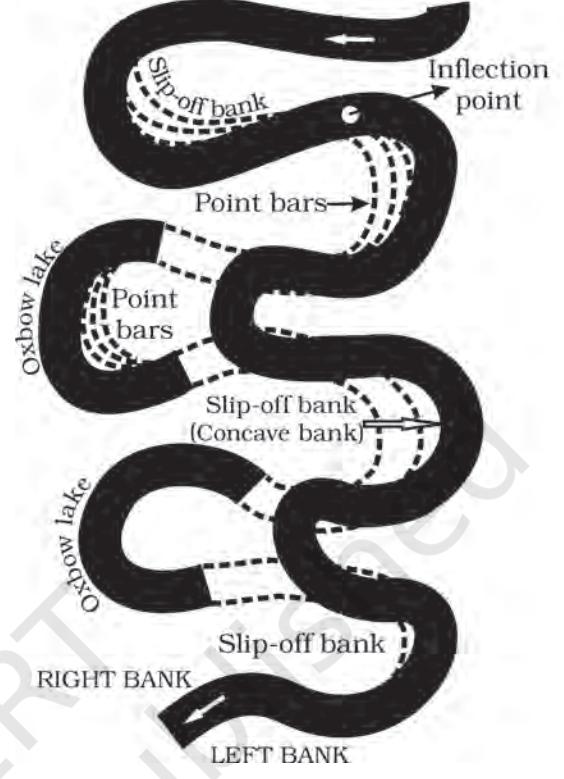 Slip-off bank
Inflection
point
Point bars
Oxbow lake
Point
bars
Slip-off bank
(Concave bank)
Oxbow lake
Slip-off bank
RIGHT BANK
LEFT BANK